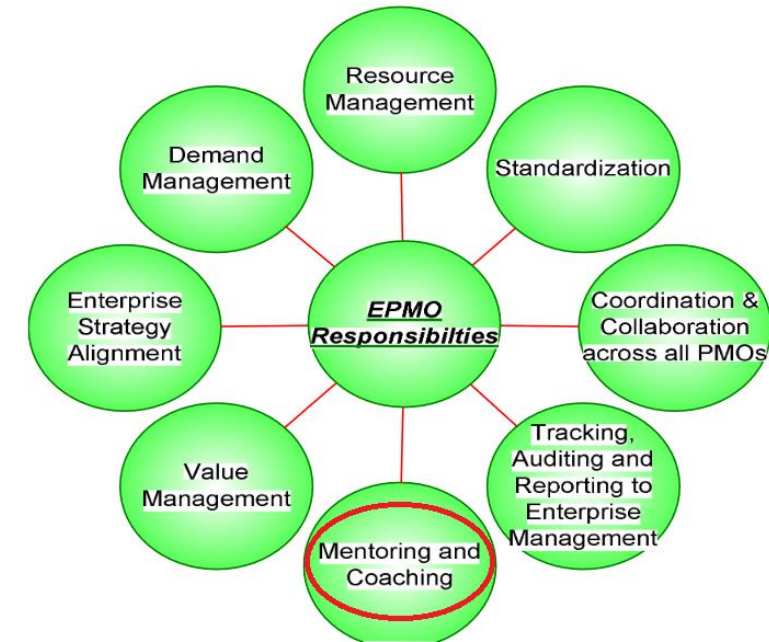 Resource
Management
Demand
Management
Standardization
Enterprise
Strategy
Alignment
EPMO
Responsibilties
Coordination &
Collaboration
across all PMOs
Value
Management
Tracking,
Auditing and
Reporting to
Enterprise
Management
Mentoring and
Coaching